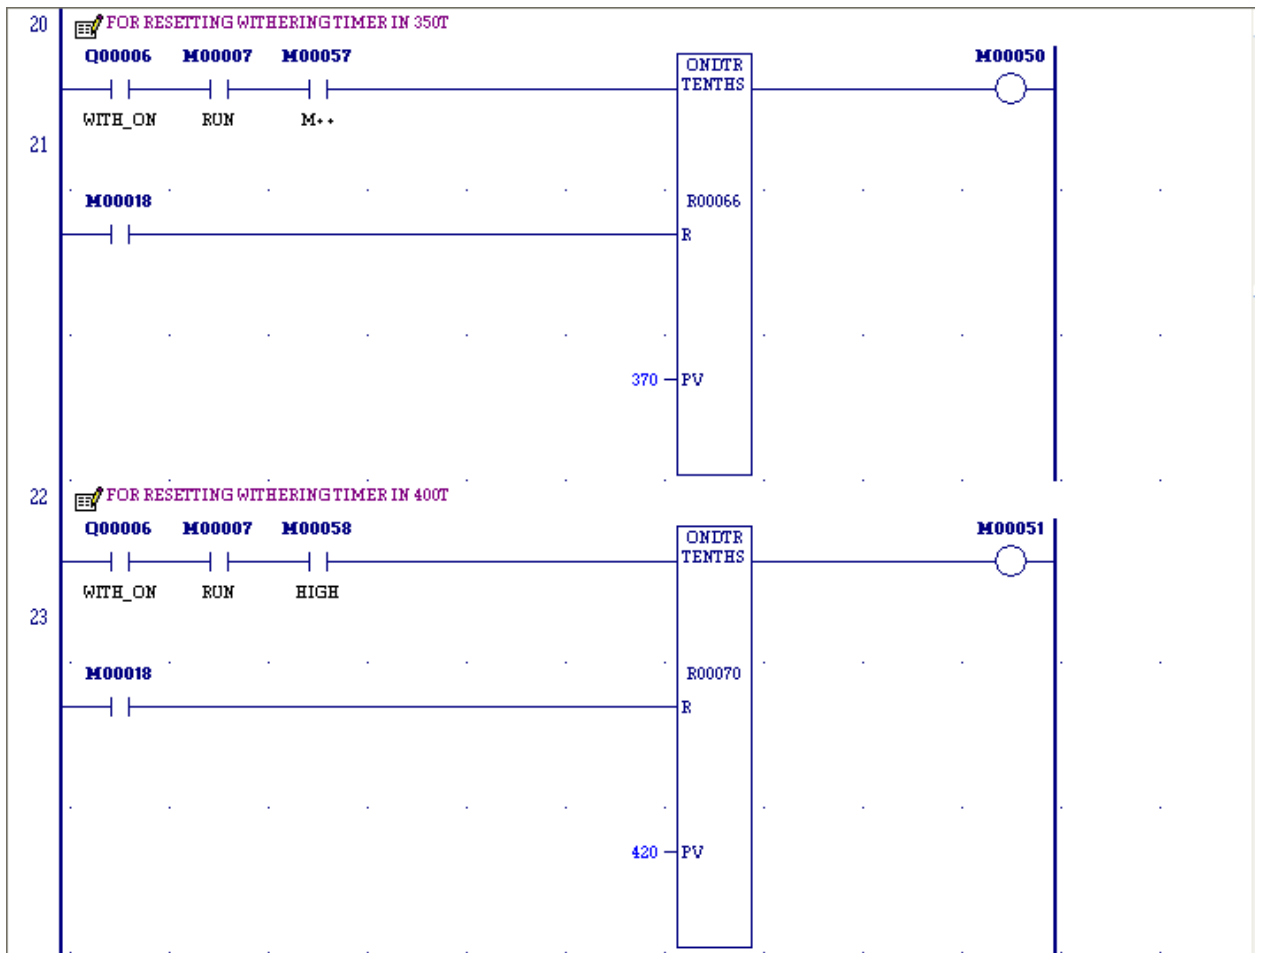 20 FOR RESETTING WITHERING TIMER IN 350T
Q00006 M00007 M00057 M00050
ONDTR
TENTHS
WITH_ON RUN M++
21
M00018 R00066
R
370 PV
22 FOR RESETTING WITHERING TIMER IN 400T
Q00006 M00007 M00058 M00051
ONDTR
TENTHS
WITH_ON RUN HIGH
23
M00018 R00070
R
420 PV